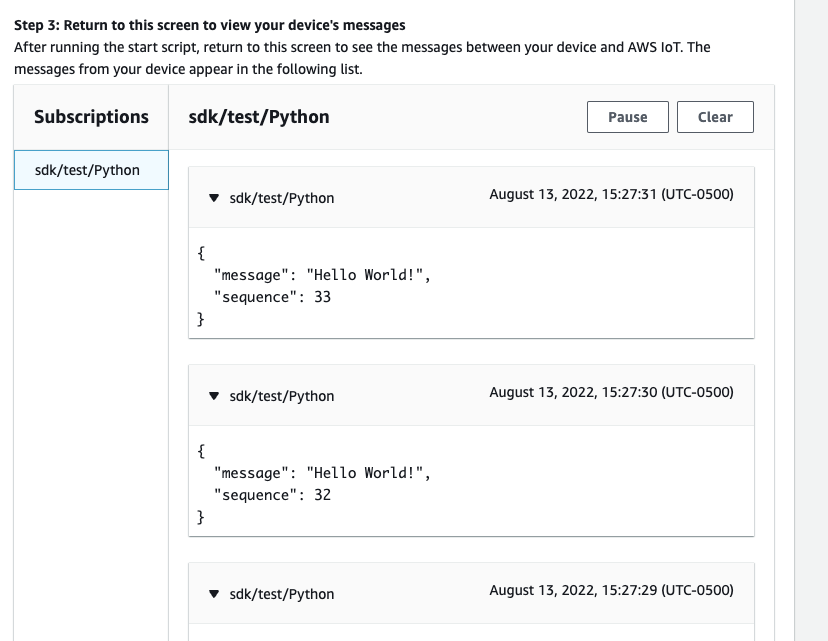 Step 3: Return to this screen to view your device's messages
After running the start script, return to this screen to see the messages between your device and AWS IoT. The
messages from your device appear in the following list.
Subscriptions
sdk/test/Python
Pause
Clear
sdk/test/Python
sdk/test/Python
August 13, 2022, 15:27:31 (UTC-0500)
{
  "message": "Hello World!",
  "sequence": 33
}
sdk/test/Python
August 13, 2022, 15:27:30 (UTC-0500)
{
  "message": "Hello World!",
  "sequence": 32
}
sdk/test/Python
August 13, 2022, 15:27:29 (UTC-0500)